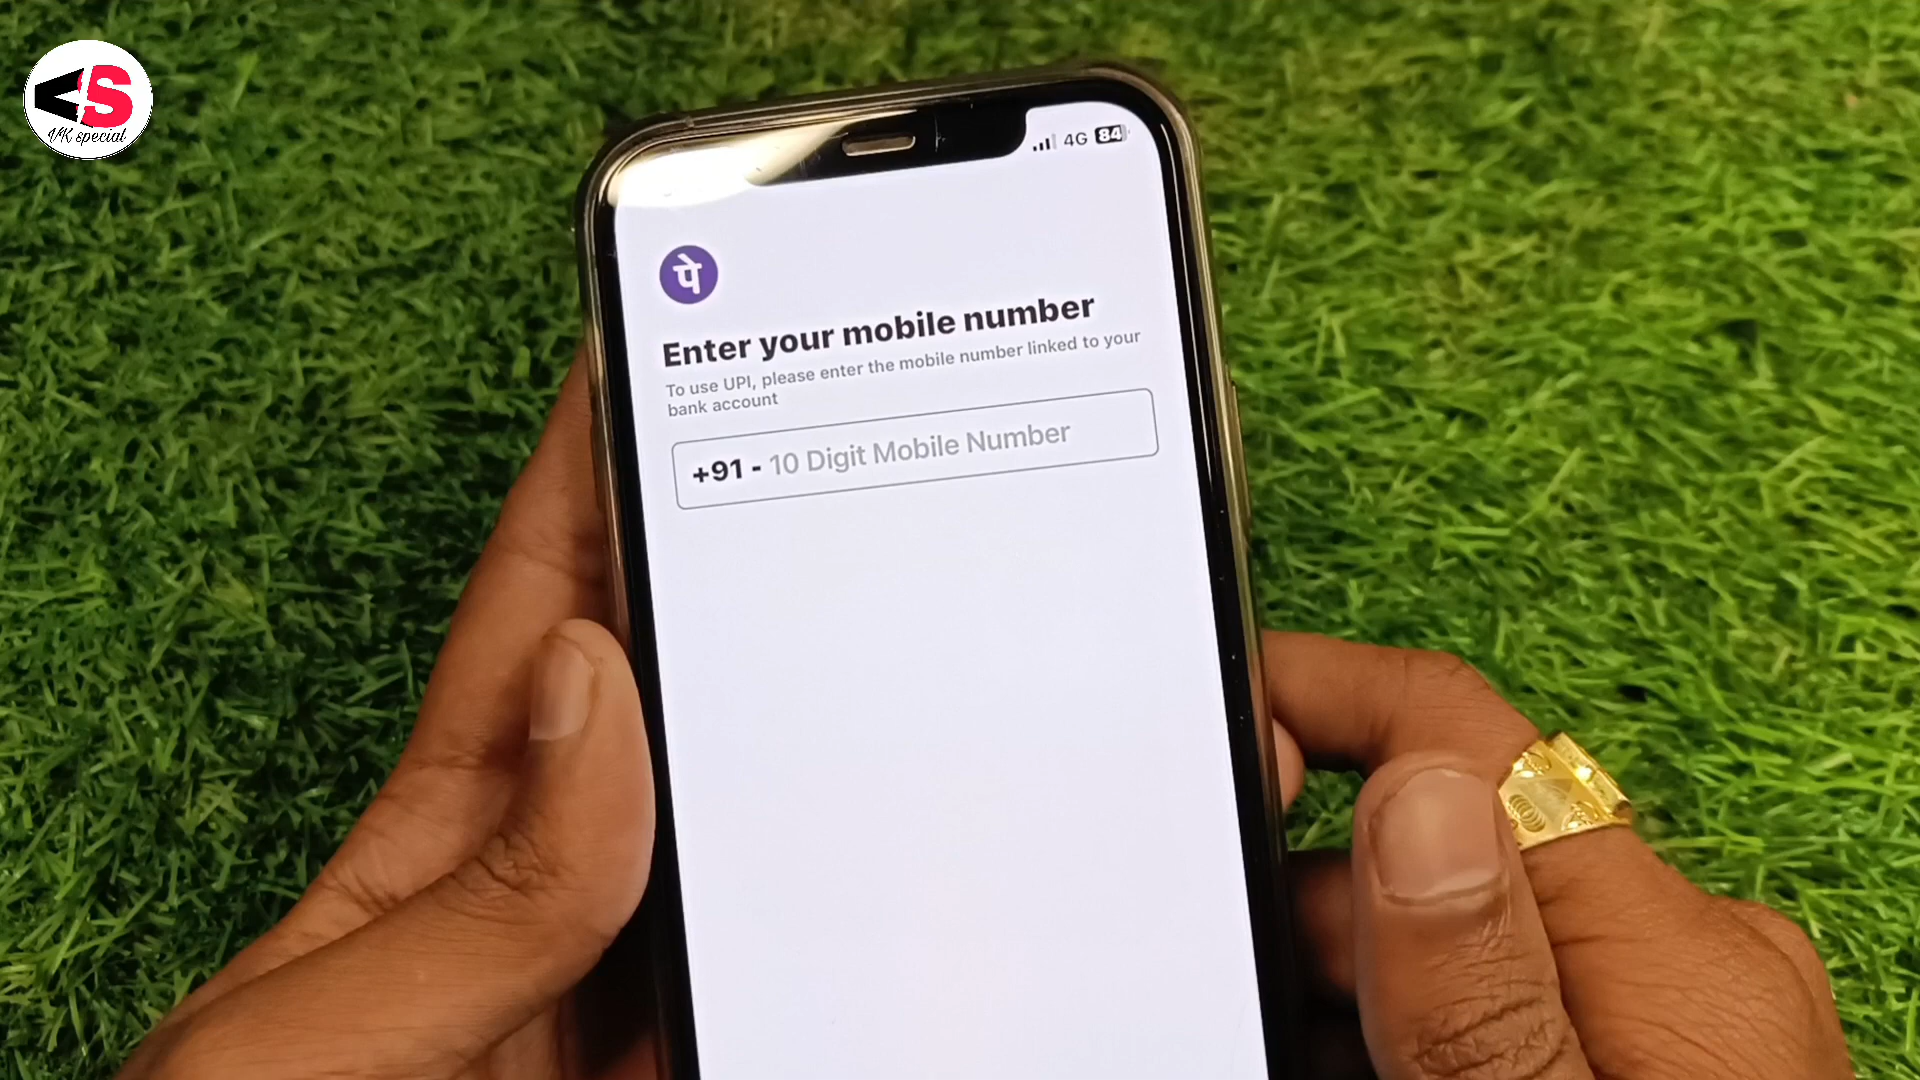 VS
VK special
4G 84
पे
Enter your mobile number
To use UPI, please enter the mobile number linked to your
bank account
+91 - 10 Digit Mobile Number